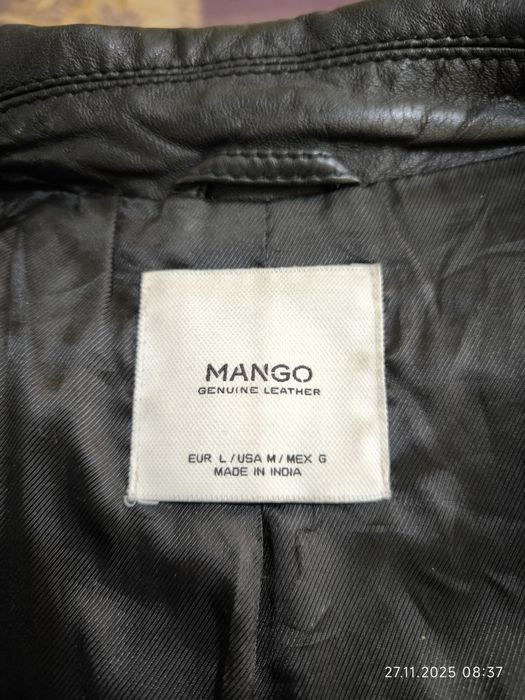 MANGO
GENUINE LEATHER
EUR L / USA M / MEX G
MADE IN INDIA
27.11.2025 08:37